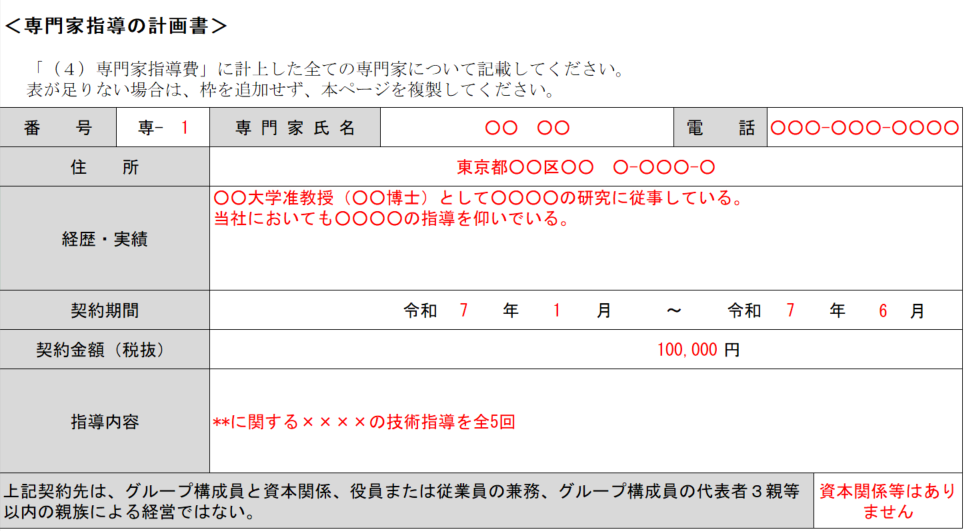 ＜専門家指導の計画書＞
「（４）専門家指導費」に計上した全ての専門家について記載してください。
表が足りない場合は、枠を追加せず、本ページを複製してください。
番　号 専- 1 専門家氏名 〇〇　〇〇 電　話 〇〇〇-〇〇〇-〇〇〇〇
住　所 東京都〇〇区〇〇　〇-〇〇〇-〇
経歴・実績
〇〇大学准教授（〇〇博士）として〇〇〇〇の研究に従事している。
当社においても〇〇〇〇の指導を仰いでいる。
契約期間 令和 7 年 1 月 ～ 令和 7 年 6 月
契約金額（税抜） 100,000 円
指導内容 **に関する××××の技術指導を全5回
上記契約先は、グループ構成員と資本関係、役員または従業員の兼務、グループ構成員の代表者３親等
以内の親族による経営ではない。
資本関係等はあり
ません